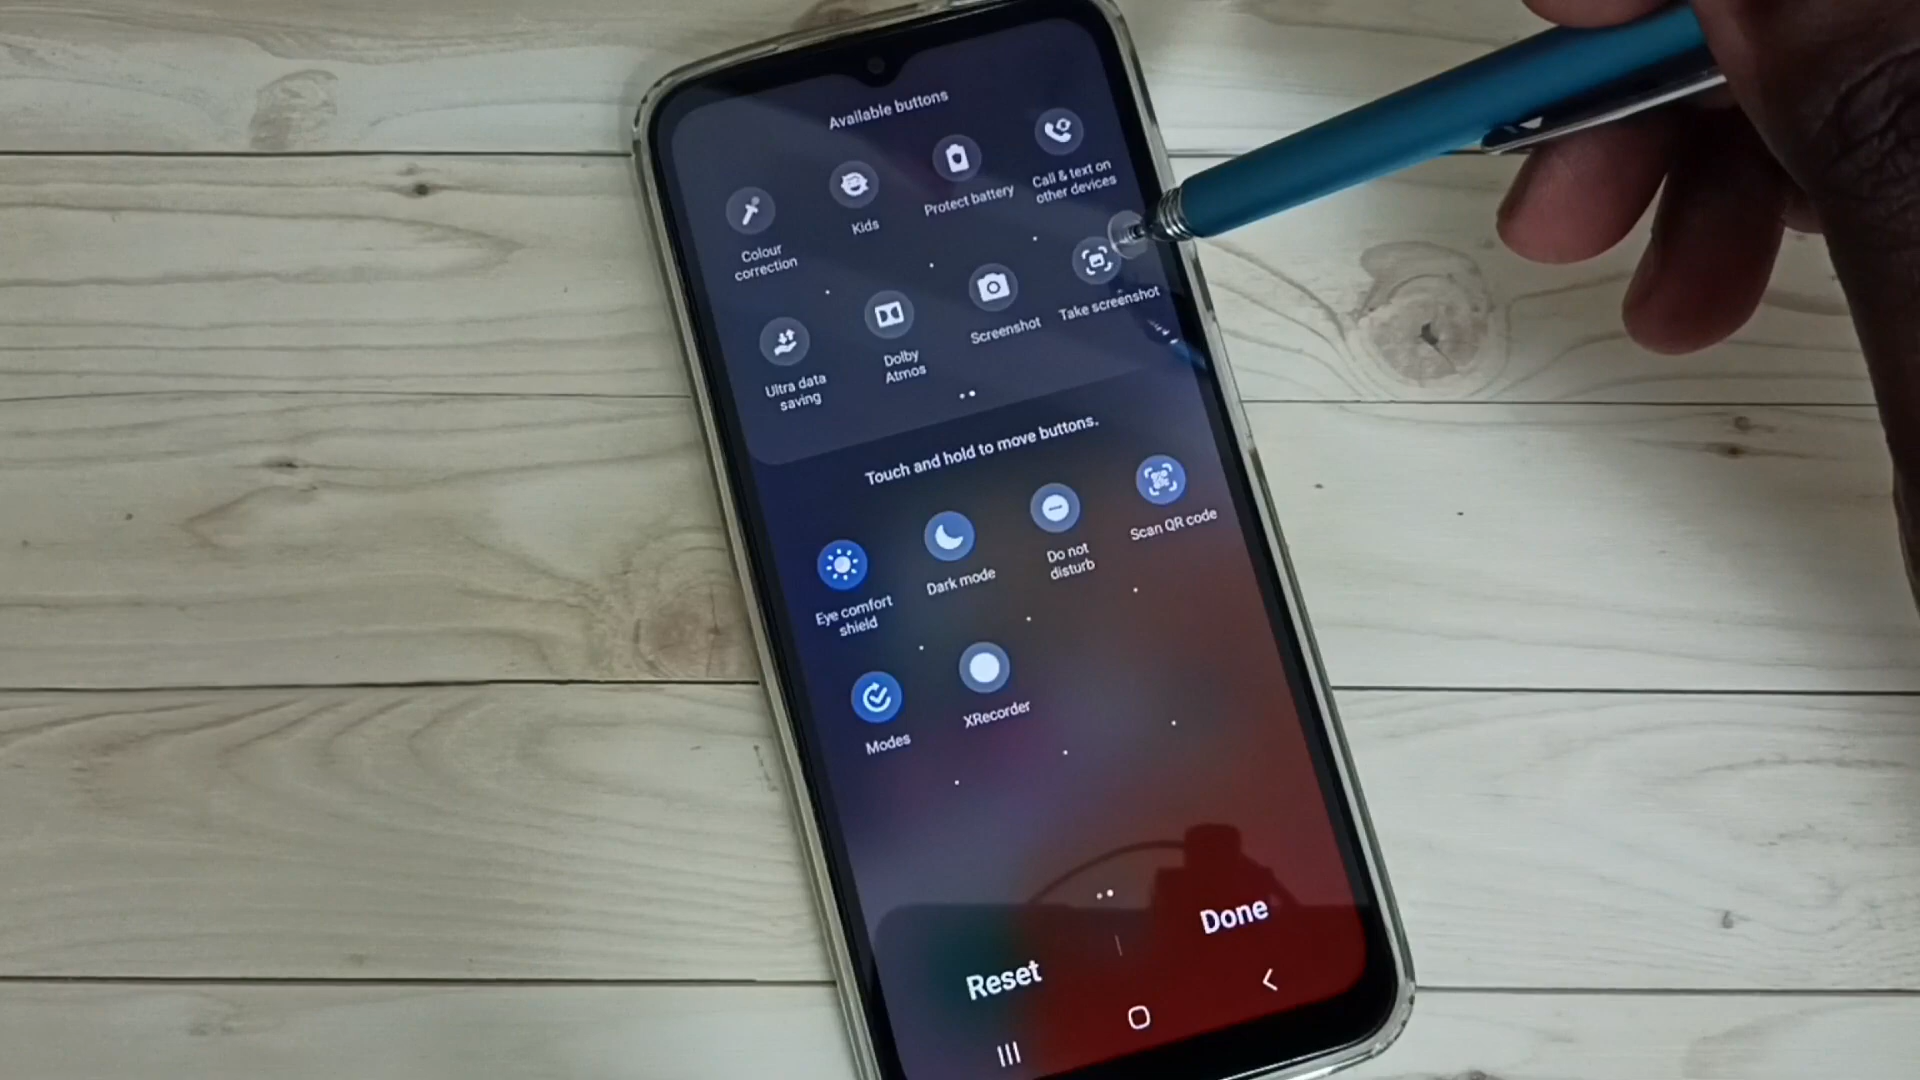 Available buttons
Colour
correction
Kids
Protect battery
Call & text on
other devices
Ultra data
saving
Dolby
Atmos
Screenshot
Take screenshot
Touch and hold to move buttons.
Eye comfort
shield
Dark mode
Do not
disturb
Scan QR code
Modes
XRecorder
Reset
Done